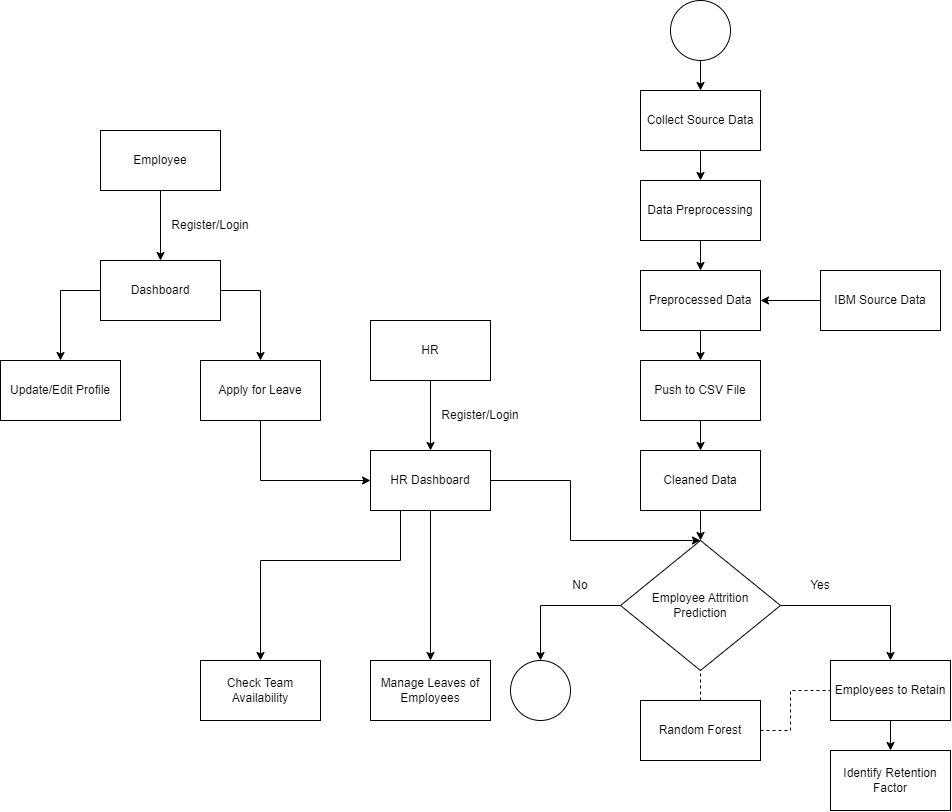 Collect Source Data
Employee
Data Preprocessing
Register/Login
Dashboard
Preprocessed Data
IBM Source Data
HR
Update/Edit Profile
Apply for Leave
Push to CSV File
Register/Login
HR Dashboard
Cleaned Data
No
Yes
Employee Attrition
Prediction
Check Team
Availability
Manage Leaves of
Employees
Employees to Retain
Random Forest
Identify Retention
Factor